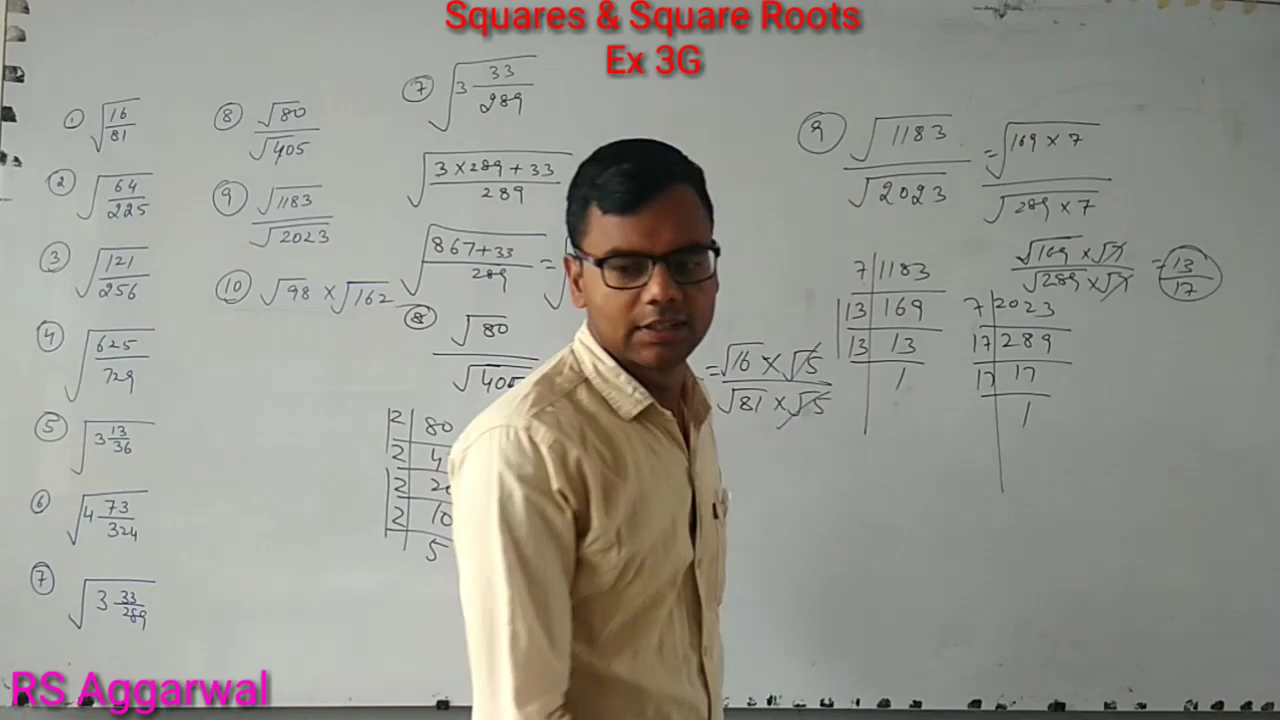 Squares & Square Roots
Ex 3G
① √(16/81)
② √(64/225)
③ √(121/256)
④ √(625/729)
⑤ √(3 13/36)
⑥ √(4 73/324)
⑦ √(3 33/289)
⑧ √80/√405
⑨ √1183/√2023
⑩ √98 × √162
⑦ √(3 33/289)
√((3×289+33)/289)
√((867+33)/289) = √
⑧ √80/√405
= (√16 × √5)/(√81 × √5)
2 | 80
2 | 4
2 | 2
2 | 10
5
⑨ √1183/√2023 = √(169 × 7)/√(289 × 7)
(√169 × √7)/(√289 × √7) = 13/17
7 | 1183
13 | 169
13 | 13
1
7 | 2023
17 | 289
17 | 17
1
RS Aggarwal